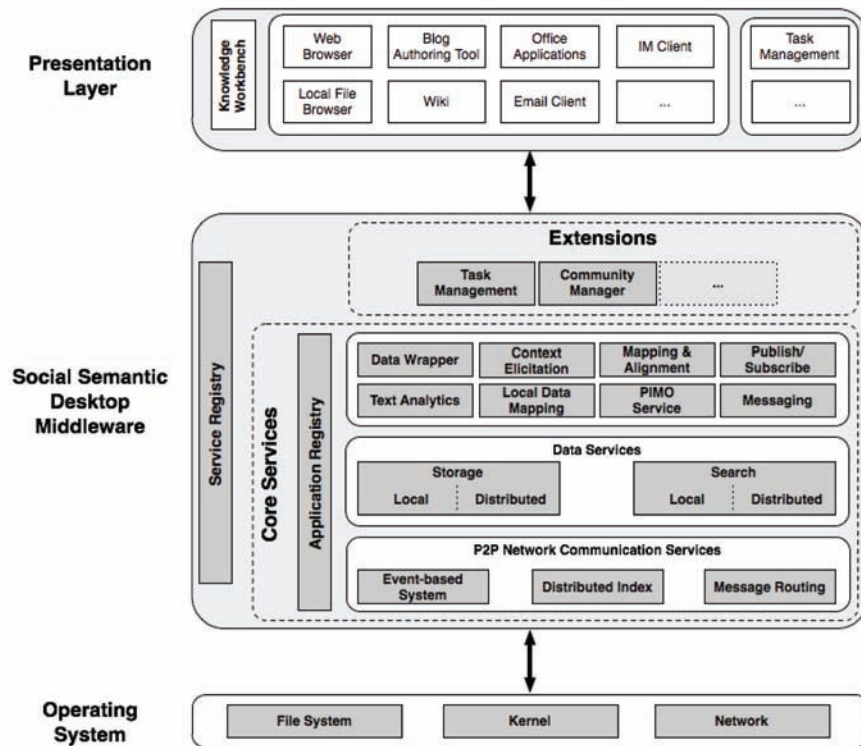 Presentation
Layer
Knowledge
Workbench
Web
Browser
Blog
Authoring Tool
Office
Applications
IM Client
Local File
Browser
Wiki
Email Client
...
Task
Management
...
Social Semantic
Desktop
Middleware
Service Registry
Extensions
Task
Management
Community
Manager
...
Core Services
Application Registry
Data Wrapper
Context
Elicitation
Mapping &
Alignment
Publish/
Subscribe
Text Analytics
Local Data
Mapping
PIMO
Service
Messaging
Data Services
Storage
Local
Distributed
Search
Local
Distributed
P2P Network Communication Services
Event-based
System
Distributed Index
Message Routing
Operating
System
File System
Kernel
Network